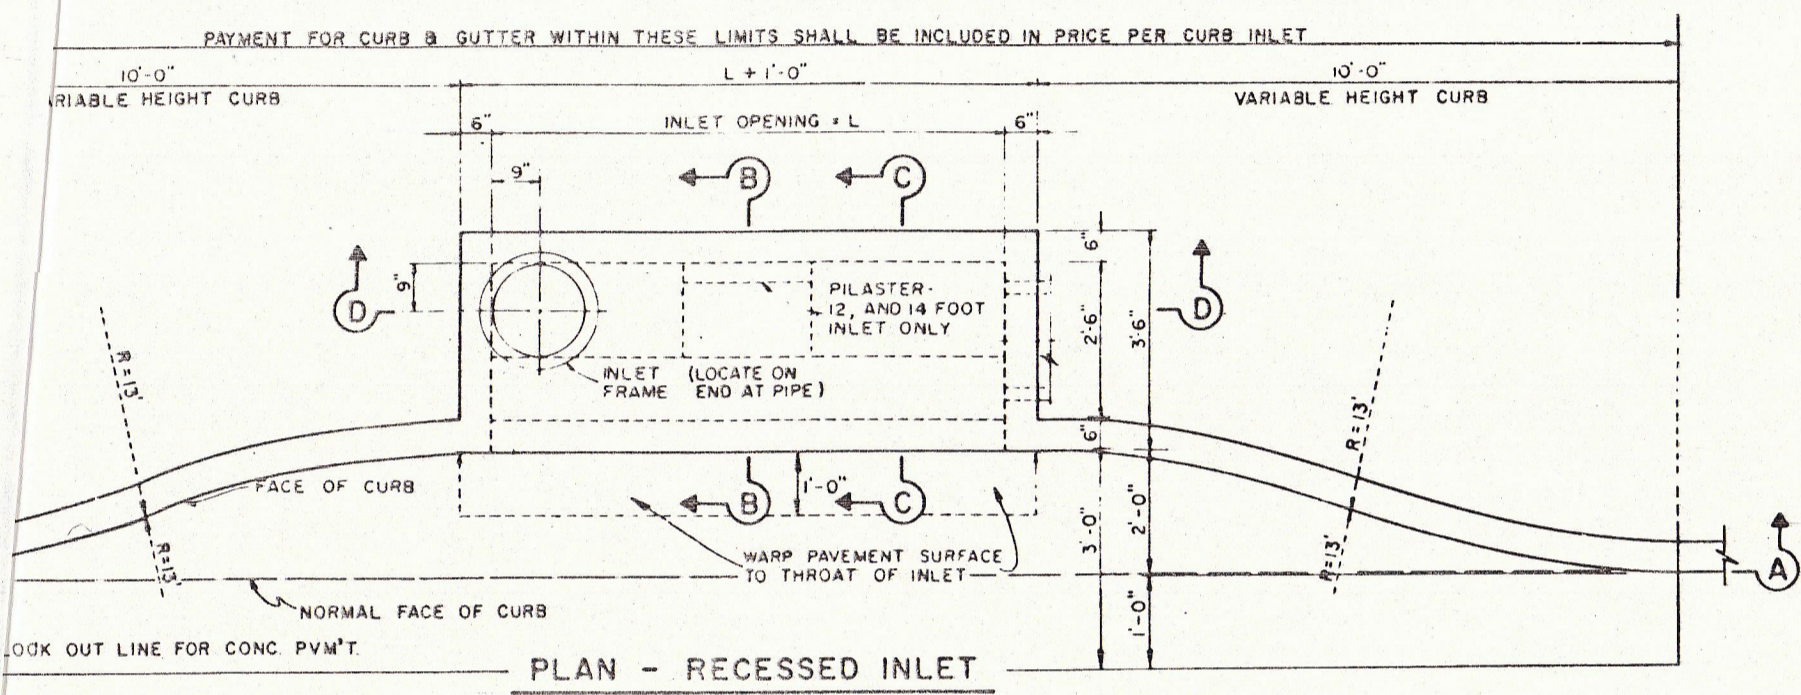 PAYMENT FOR CURB & GUTTER WITHIN THESE LIMITS SHALL BE INCLUDED IN PRICE PER CURB INLET
10'-0"
L + 1'-0"
10'-0"
RIABLE HEIGHT CURB
VARIABLE HEIGHT CURB
6"
INLET OPENING = L
6"
9"
B
C
6"
9"
D
D
PILASTER-
12, AND 14 FOOT
INLET ONLY
2'-6"
3'-6"
R=13'
INLET (LOCATE ON
FRAME END AT PIPE)
R=13'
6"
FACE OF CURB
B
1'-0"
C
3'-0"
2'-0"
R=13'
WARP PAVEMENT SURFACE
TO THROAT OF INLET
R=13'
A
NORMAL FACE OF CURB
1'-0"
OCK OUT LINE FOR CONC. PVM'T.
PLAN - RECESSED INLET